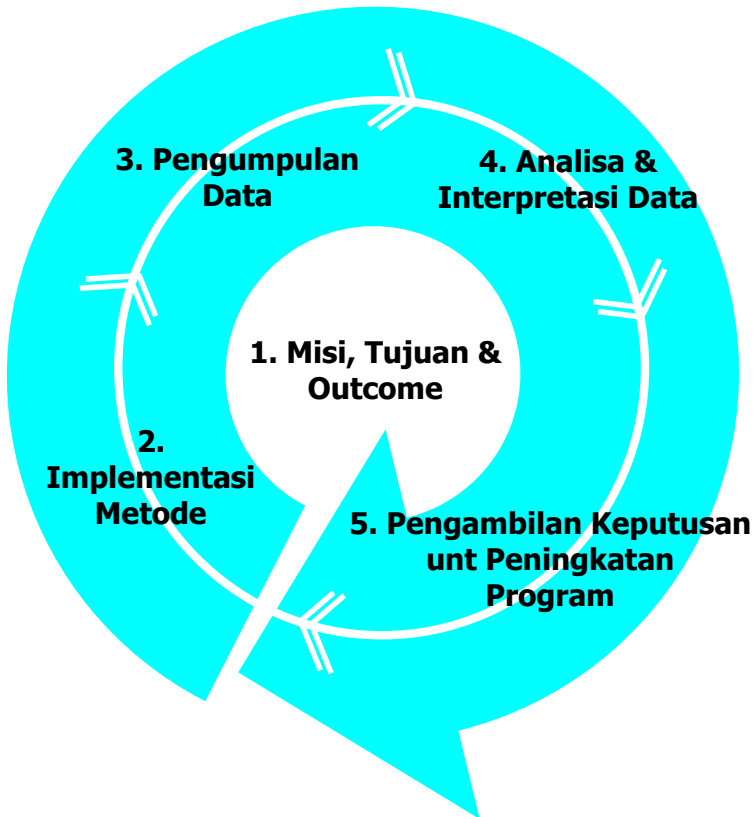 1. Misi, Tujuan &
Outcome
2.
Implementasi
Metode
3. Pengumpulan
Data
4. Analisa &
Interpretasi Data
5. Pengambilan Keputusan
unt Peningkatan
Program